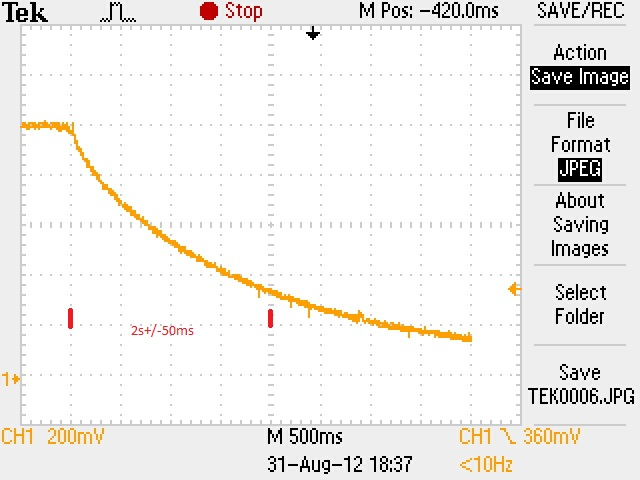 Tek Stop M Pos: -420.0ms SAVE/REC
Action
Save Image
File
Format
JPEG
About
Saving
Images
Select
Folder
2s+/-50ms
1
Save
TEK0006.JPG
CH1 200mV M 500ms CH1 360mV
31-Aug-12 18:37 <10Hz